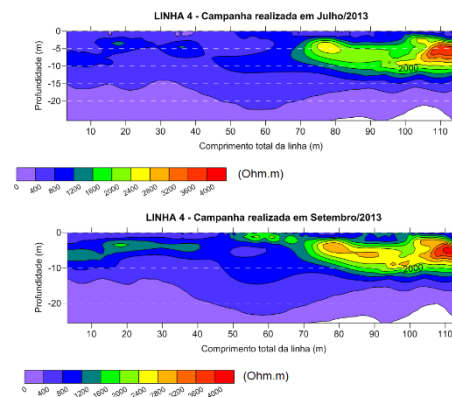 LINHA 4 - Campanha realizada em Julho/2013
Profundidade (m)
0
-5
-10
-15
-20
2000
10 20 30 40 50 60 70 80 90 100 110
Comprimento total da linha (m)
0 400 800 1200 1600 2000 2400 2800 3200 3600 4000
(Ohm.m)
LINHA 4 - Campanha realizada em Setembro/2013
Profundidade (m)
0
-10
-20
2000
10 20 30 40 50 60 70 80 90 100 110
Comprimento total da linha (m)
0 400 800 1200 1600 2000 2400 2800 3200 3600 4000
(Ohm.m)